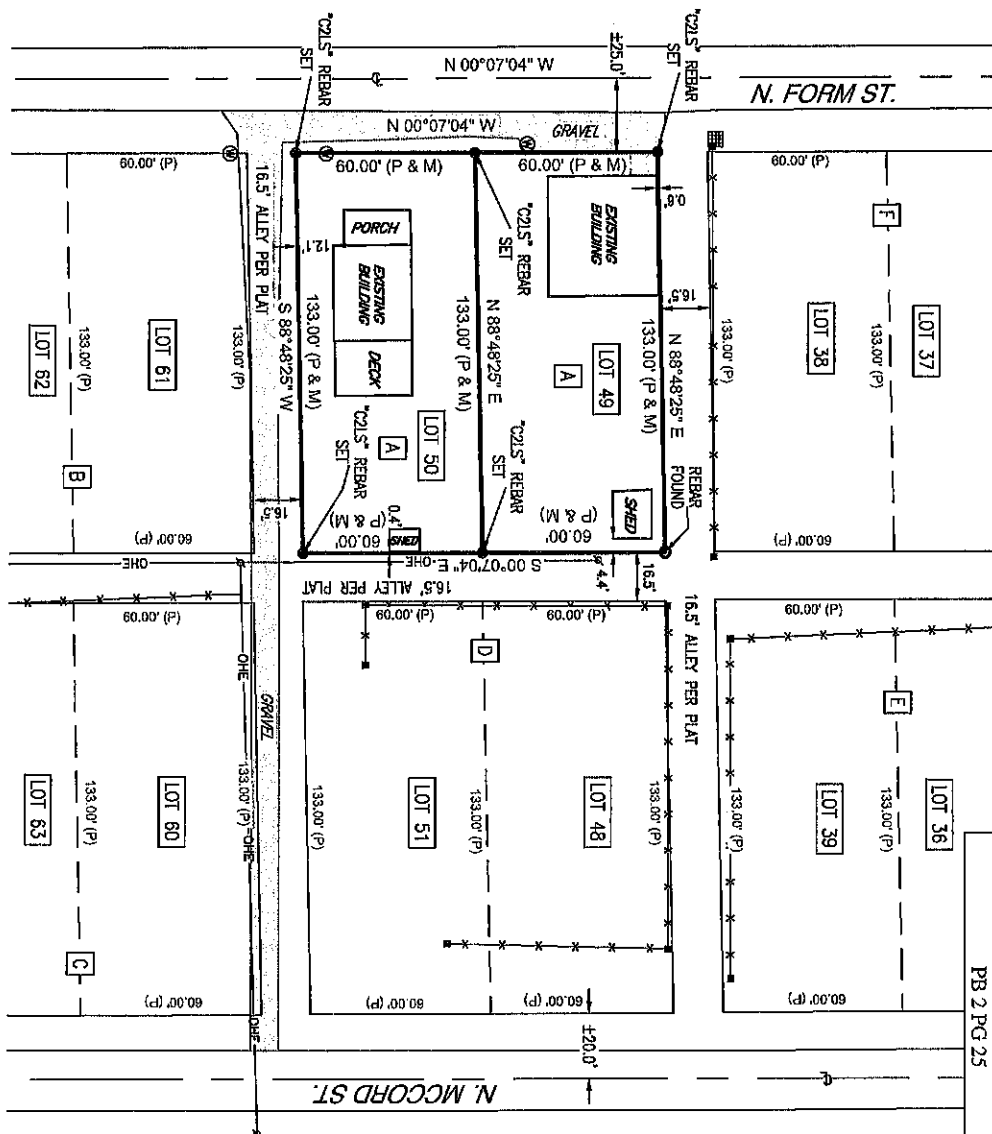 N. FORM ST.
N 00°07'04" W
±25.0'
"C2LS" REBAR
SET
"C2LS" REBAR
SET
N 00°07'04" W
GRAVEL
60.00' (P)
60.00' (P & M)
60.00' (P & M)
0.6'
16.5'
EXISTING
BUILDING
"C2LS" REBAR
SET
PORCH
EXISTING
BUILDING
DECK
12.1'
16.5' ALLEY PER PLAT
S 88°48'25" W
133.00' (P & M)
N 88°48'25" E
133.00' (P & M)
N 88°48'25" E
133.00' (P & M)
LOT 49
A
LOT 50
A
"C2LS" REBAR
SET
"C2LS" REBAR
SET
REBAR
FOUND
SHED
SHED
0.4'
60.00'
(P & M)
60.00'
(P & M)
4.4'
16.5'
16.5'
S 00°07'04" E
OHE
16.5' ALLEY PER PLAT
16.5' ALLEY PER PLAT
F
LOT 37
133.00' (P)
LOT 38
133.00' (P)
60.00' (P)
60.00' (P)
LOT 61
133.00' (P)
133.00' (P)
LOT 62
B
60.00' (P)
60.00' (P)
OHE
OHE
GRAVEL
133.00' (P)
OHE
OHE
LOT 60
133.00' (P)
LOT 63
C
60.00' (P)
60.00' (P)
60.00' (P)
D
LOT 48
133.00' (P)
133.00' (P)
LOT 51
133.00' (P)
60.00' (P)
60.00' (P)
60.00' (P)
E
LOT 36
133.00' (P)
LOT 39
133.00' (P)
60.00' (P)
±20.0'
N. MCCORD ST.
PB 2 PG 25